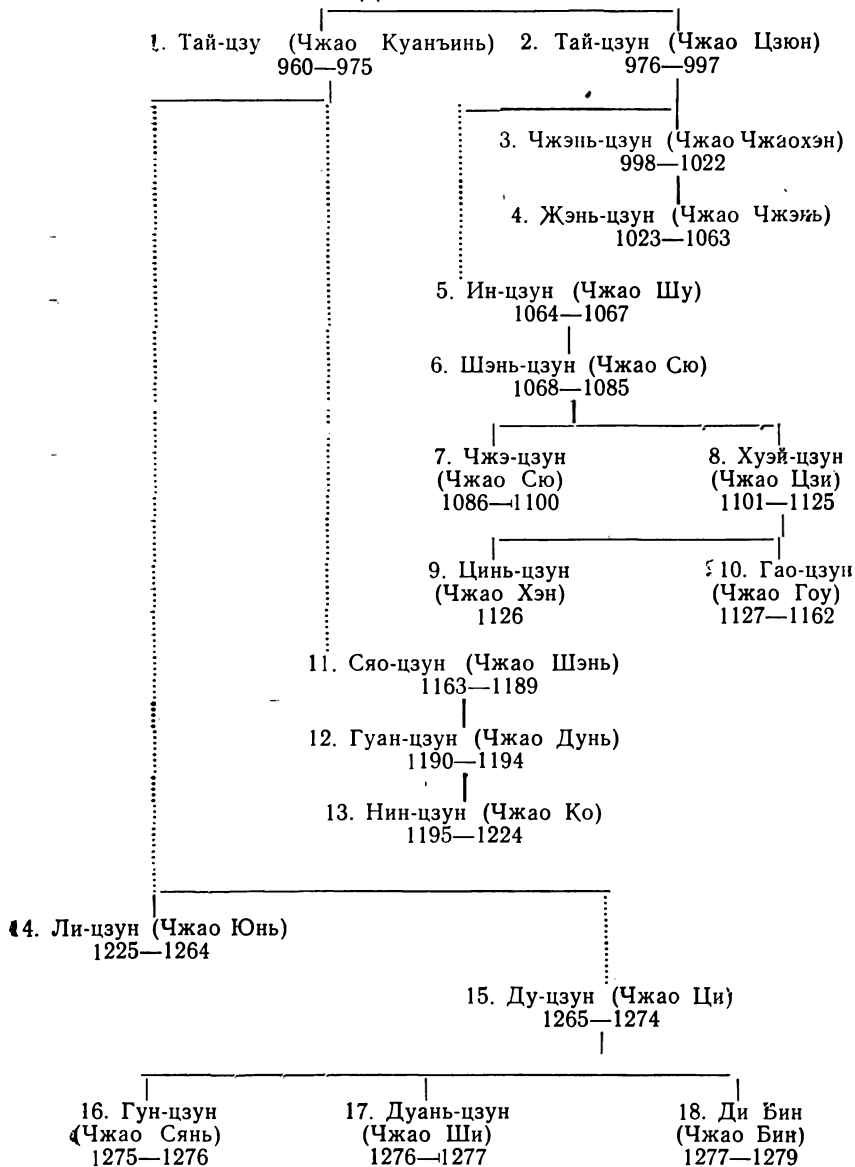 1. Тай-цзу (Чжао Куанъинь) 2. Тай-цзун (Чжао Цзюн)
960—975 976—997
3. Чжэнь-цзун (Чжао Чжаохэн)
998—1022
4. Жэнь-цзун (Чжао Чжэнь)
1023—1063
5. Ин-цзун (Чжао Шу)
1064—1067
6. Шэнь-цзун (Чжао Сю)
1068—1085
7. Чжэ-цзун 8. Хуэй-цзун
(Чжао Сю) (Чжао Цзи)
1086—1100 1101—1125
9. Цинь-цзун 10. Гао-цзун
(Чжао Хэн) (Чжао Гоу)
1126 1127—1162
11. Сяо-цзун (Чжао Шэнь)
1163—1189
12. Гуан-цзун (Чжао Дунь)
1190—1194
13. Нин-цзун (Чжао Ко)
1195—1224
14. Ли-цзун (Чжао Юнь)
1225—1264
15. Ду-цзун (Чжао Ци)
1265—1274
16. Гун-цзун 17. Дуань-цзун 18. Ди Бин
(Чжао Сянь) (Чжао Ши) (Чжао Бин)
1275—1276 1276—1277 1277—1279